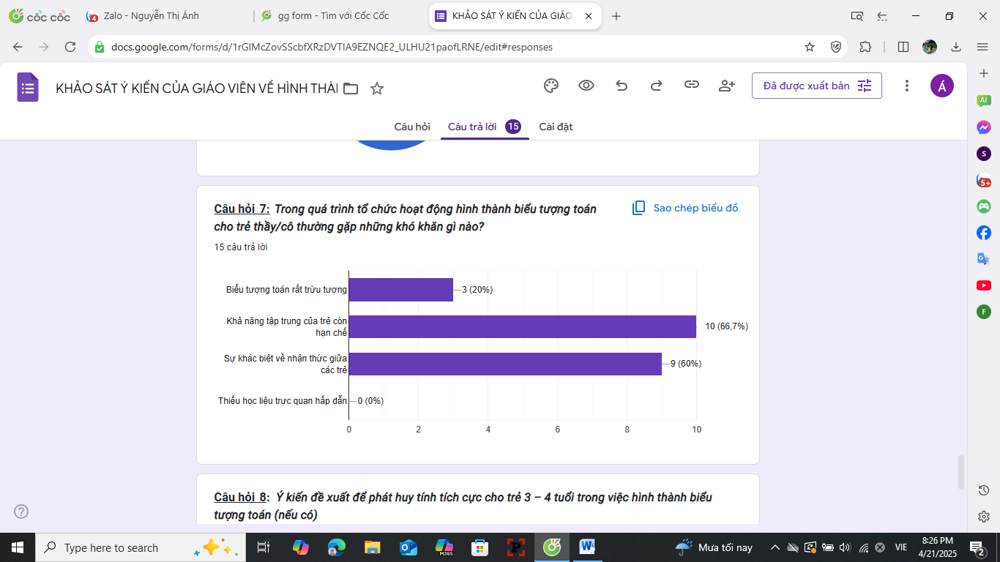 cốc cốc
Zalo - Nguyễn Thị Ánh
gg form - Tìm với Cốc Cốc
KHẢO SÁT Ý KIẾN CỦA GIÁO
docs.google.com/forms/d/1rGIMcZovSScbfXRzDVTIA9EZNQE2_ULHU21paofLRNE/edit#responses
KHẢO SÁT Ý KIẾN CỦA GIÁO VIÊN VỀ HÌNH THÀN
Đã được xuất bản
Á
Câu hỏi
Câu trả lời 15
Cài đặt
Câu hỏi 7: Trong quá trình tổ chức hoạt động hình thành biểu tượng toán
cho trẻ thầy/cô thường gặp những khó khăn gì nào?
Sao chép biểu đồ
15 câu trả lời
Biểu tượng toán rất trừu tượng
3 (20%)
Khả năng tập trung của trẻ còn
hạn chế
10 (66,7%)
Sự khác biệt về nhận thức giữa
các trẻ
9 (60%)
Thiếu học liệu trực quan hấp dẫn
0 (0%)
0 2 4 6 8 10
Câu hỏi 8: Ý kiến đề xuất để phát huy tính tích cực cho trẻ 3 – 4 tuổi trong việc hình thành biểu
tượng toán (nếu có)
AI
S
5+
F
Type here to search
M365
Mưa tối nay
VIE
8:26 PM
4/21/2025
2